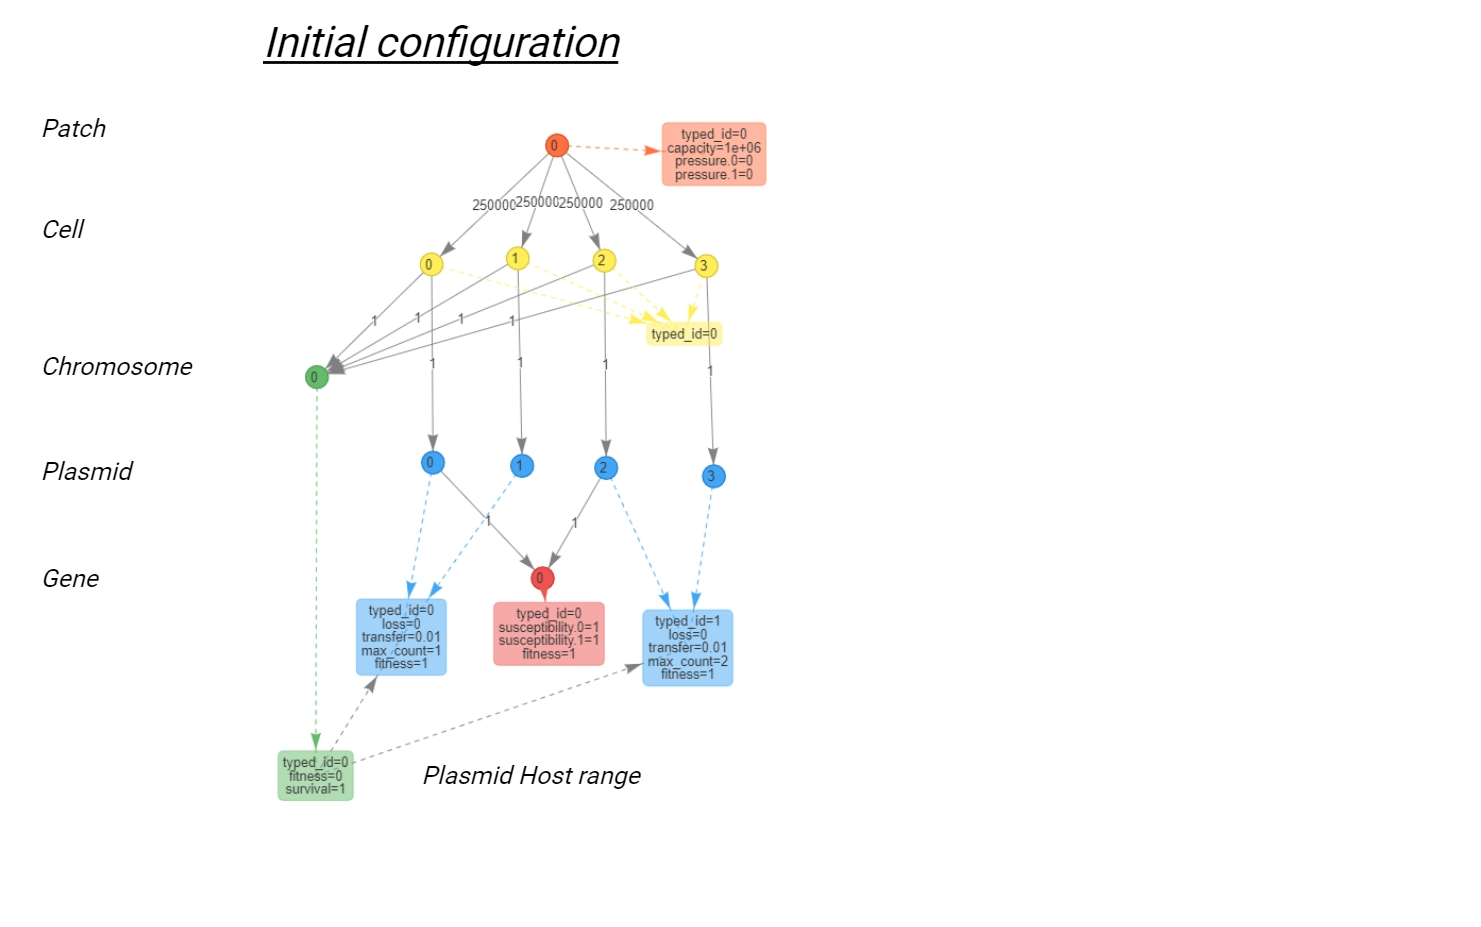 Initial configuration
Patch
0
typed_id=0
capacity=1e+06
pressure.0=0
pressure.1=0
250000 250000 250000 250000
Cell
0 1 2 3
1 1 1 1
typed_id=0
Chromosome
0
1 1 1 1
Plasmid
0 1 2 3
1 1
Gene
0
typed_id=0
loss=0
transfer=0.01
max_count=1
fitness=1
typed_id=0
susceptibility.0=1
susceptibility.1=1
fitness=1
typed_id=1
loss=0
transfer=0.01
max_count=2
fitness=1
typed_id=0
fitness=0
survival=1
Plasmid Host range